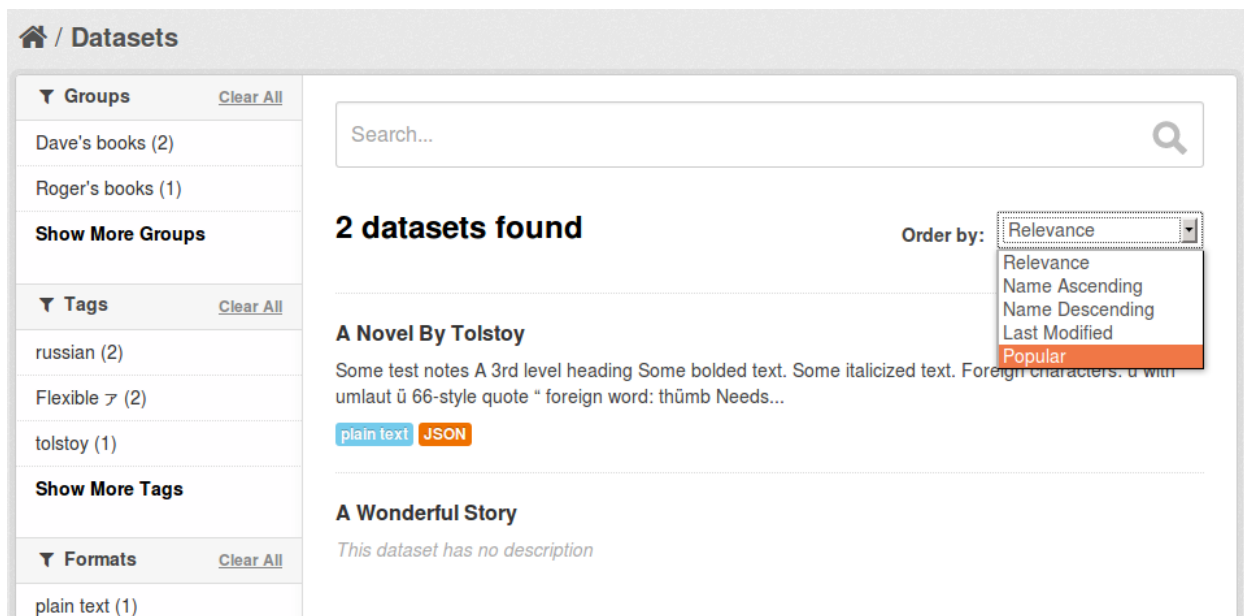 / Datasets
Groups Clear All
Dave's books (2)
Roger's books (1)
Show More Groups
Tags Clear All
russian (2)
Flexible ァ (2)
tolstoy (1)
Show More Tags
Formats Clear All
plain text (1)
Search...
2 datasets found
Order by: Relevance
Relevance
Name Ascending
Name Descending
Last Modified
Popular
A Novel By Tolstoy
Some test notes A 3rd level heading Some bolded text. Some italicized text. Foreign characters: u with
umlaut ü 66-style quote “ foreign word: thümb Needs...
plain text JSON
A Wonderful Story
This dataset has no description